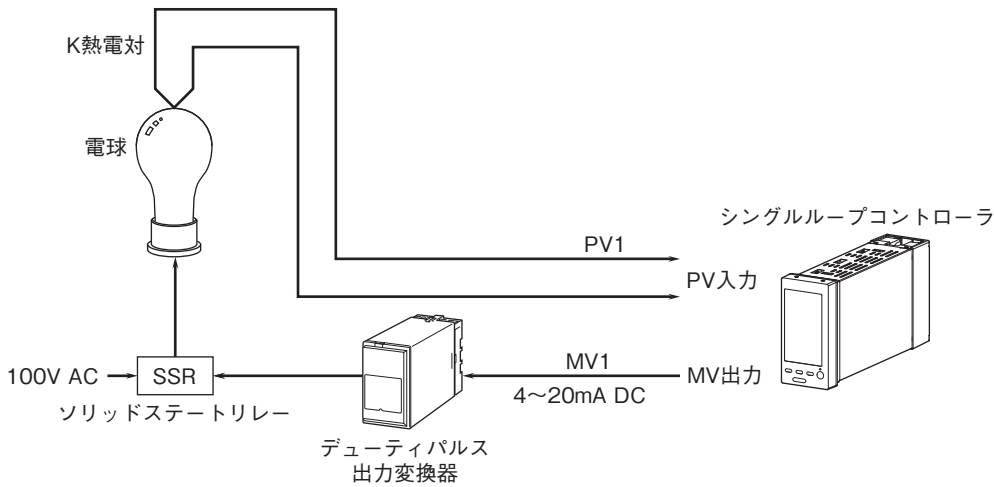 K熱電対
電球
シングルループコントローラ
PV1
PV入力
100V AC
SSR
MV1
MV出力
4〜20mA DC
ソリッドステートリレー
デューティパルス
出力変換器